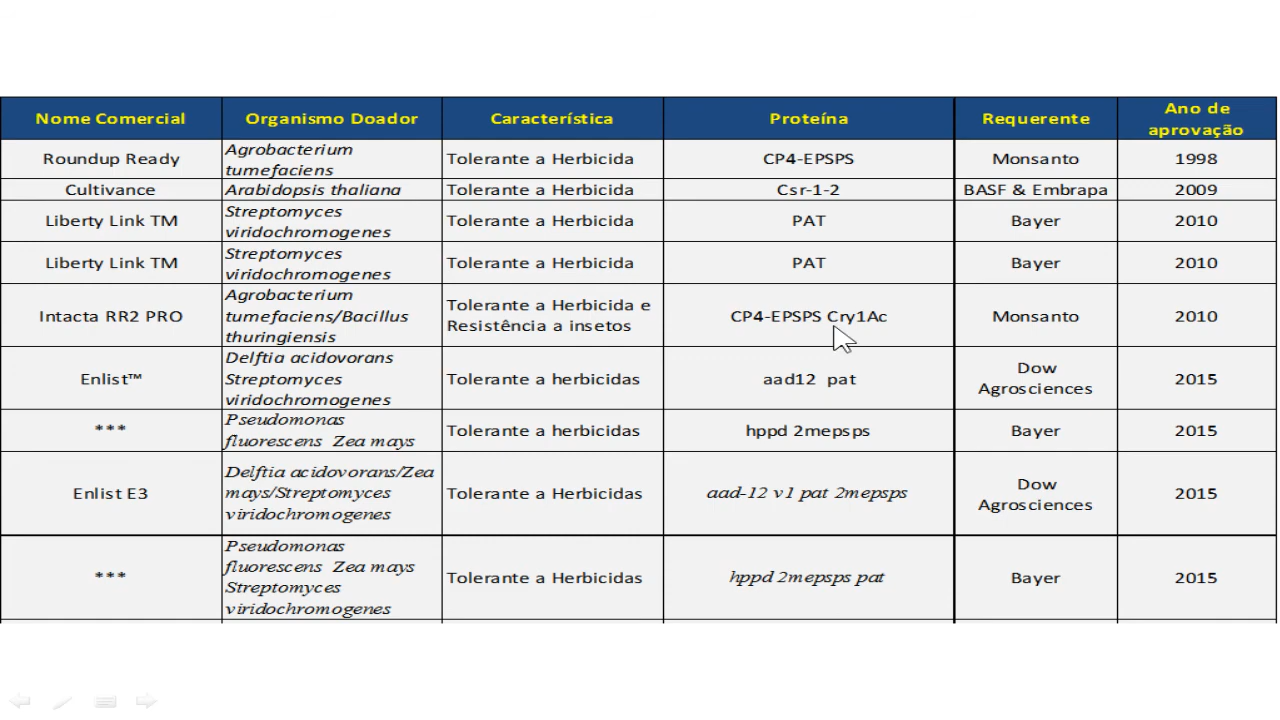 Nome Comercial Organismo Doador Característica Proteína Requerente Ano de aprovação
Roundup Ready Agrobacterium tumefaciens Tolerante a Herbicida CP4-EPSPS Monsanto 1998
Cultivance Arabidopsis thaliana Tolerante a Herbicida Csr-1-2 BASF & Embrapa 2009
Liberty Link TM Streptomyces viridochromogenes Tolerante a Herbicida PAT Bayer 2010
Liberty Link TM Streptomyces viridochromogenes Tolerante a Herbicida PAT Bayer 2010
Intacta RR2 PRO Agrobacterium tumefaciens/Bacillus thuringiensis Tolerante a Herbicida e Resistência a insetos CP4-EPSPS Cry1Ac Monsanto 2010
Enlist™ Delftia acidovorans Streptomyces viridochromogenes Tolerante a herbicidas aad12 pat Dow Agrosciences 2015
*** Pseudomonas fluorescens Zea mays Tolerante a herbicidas hppd 2mepsps Bayer 2015
Enlist E3 Delftia acidovorans/Zea mays/Streptomyces viridochromogenes Tolerante a Herbicidas aad-12 v1 pat 2mepsps Dow Agrosciences 2015
*** Pseudomonas fluorescens Zea mays Streptomyces viridochromogenes Tolerante a Herbicidas hppd 2mepsps pat Bayer 2015